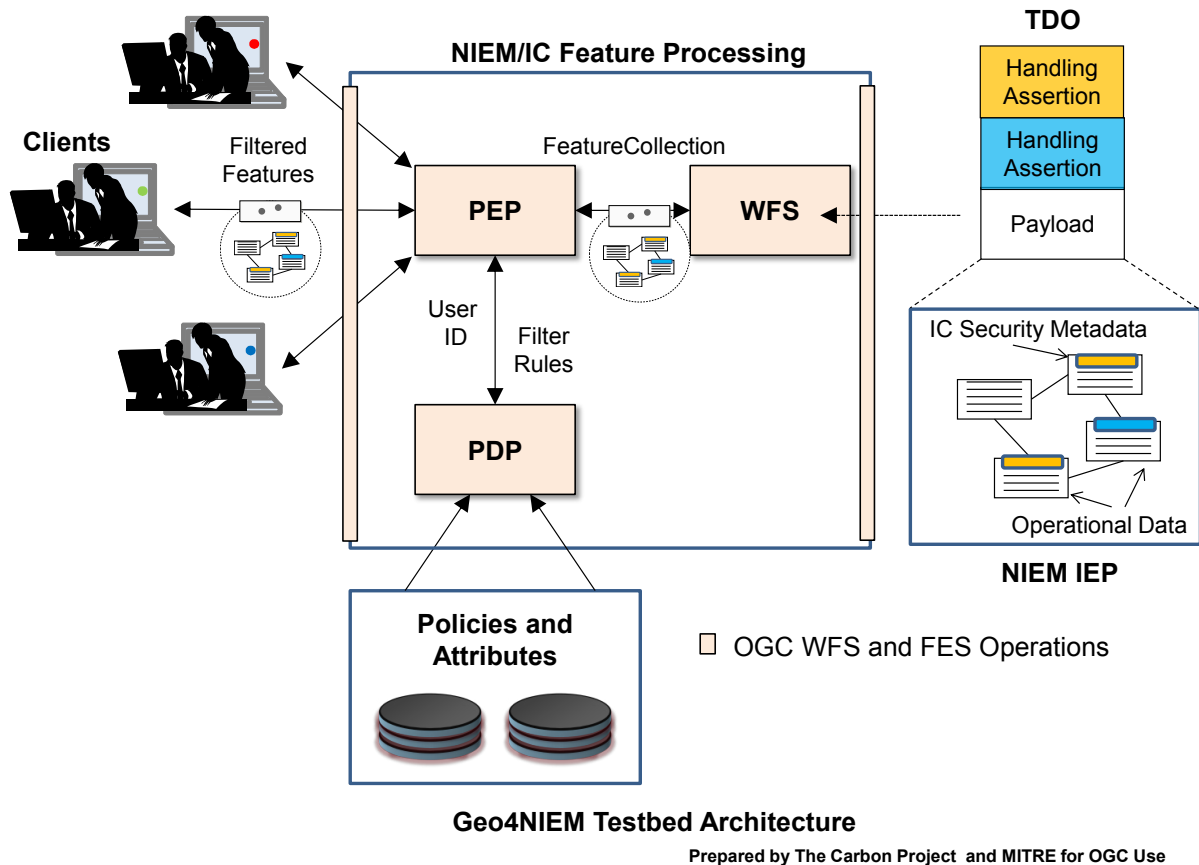 TDO
NIEM/IC Feature Processing
Handling
Assertion
Handling
Assertion
Payload
Clients
Filtered
Features
FeatureCollection
PEP
WFS
User
ID
Filter
Rules
PDP
IC Security Metadata
Operational Data
NIEM IEP
Policies and
Attributes
OGC WFS and FES Operations
Geo4NIEM Testbed Architecture
Prepared by The Carbon Project and MITRE for OGC Use